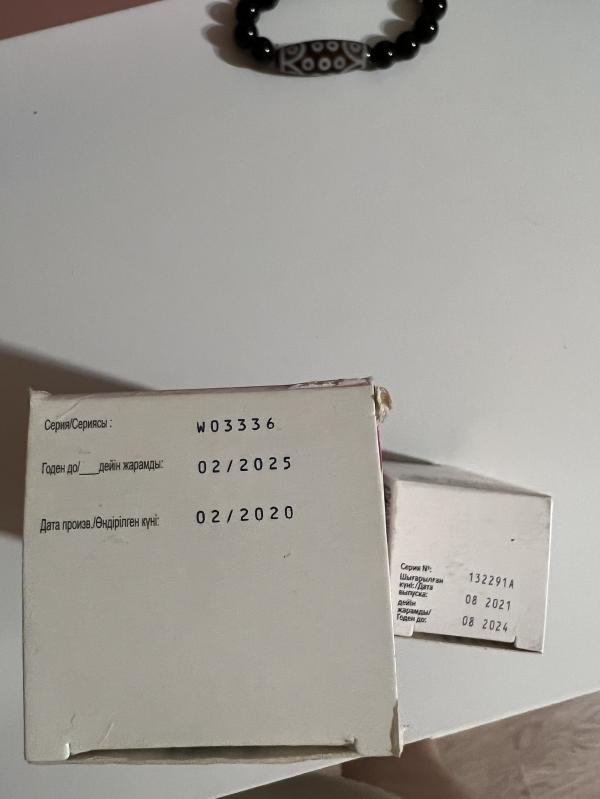 Серия/Сериясы : W03336
Годен до/___дейін жарамды: 02/2025
Дата произв./Өндірілген күні: 02/2020
Серия №: 132291A
Шығарылған
күні:/Дата
выпуска: 08 2021
дейін
жарамды/
Годен до: 08 2024